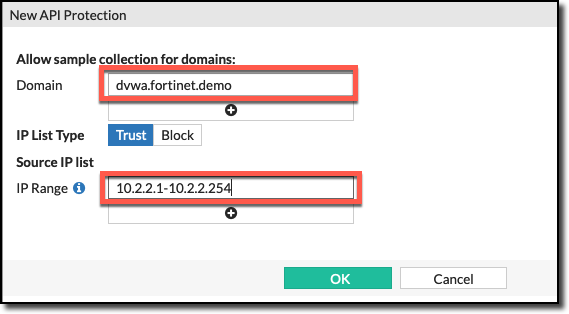 New API Protection
Allow sample collection for domains:
Domain dvwa.fortinet.demo
IP List Type Trust Block
Source IP list
IP Range 10.2.2.1-10.2.2.254
OK Cancel